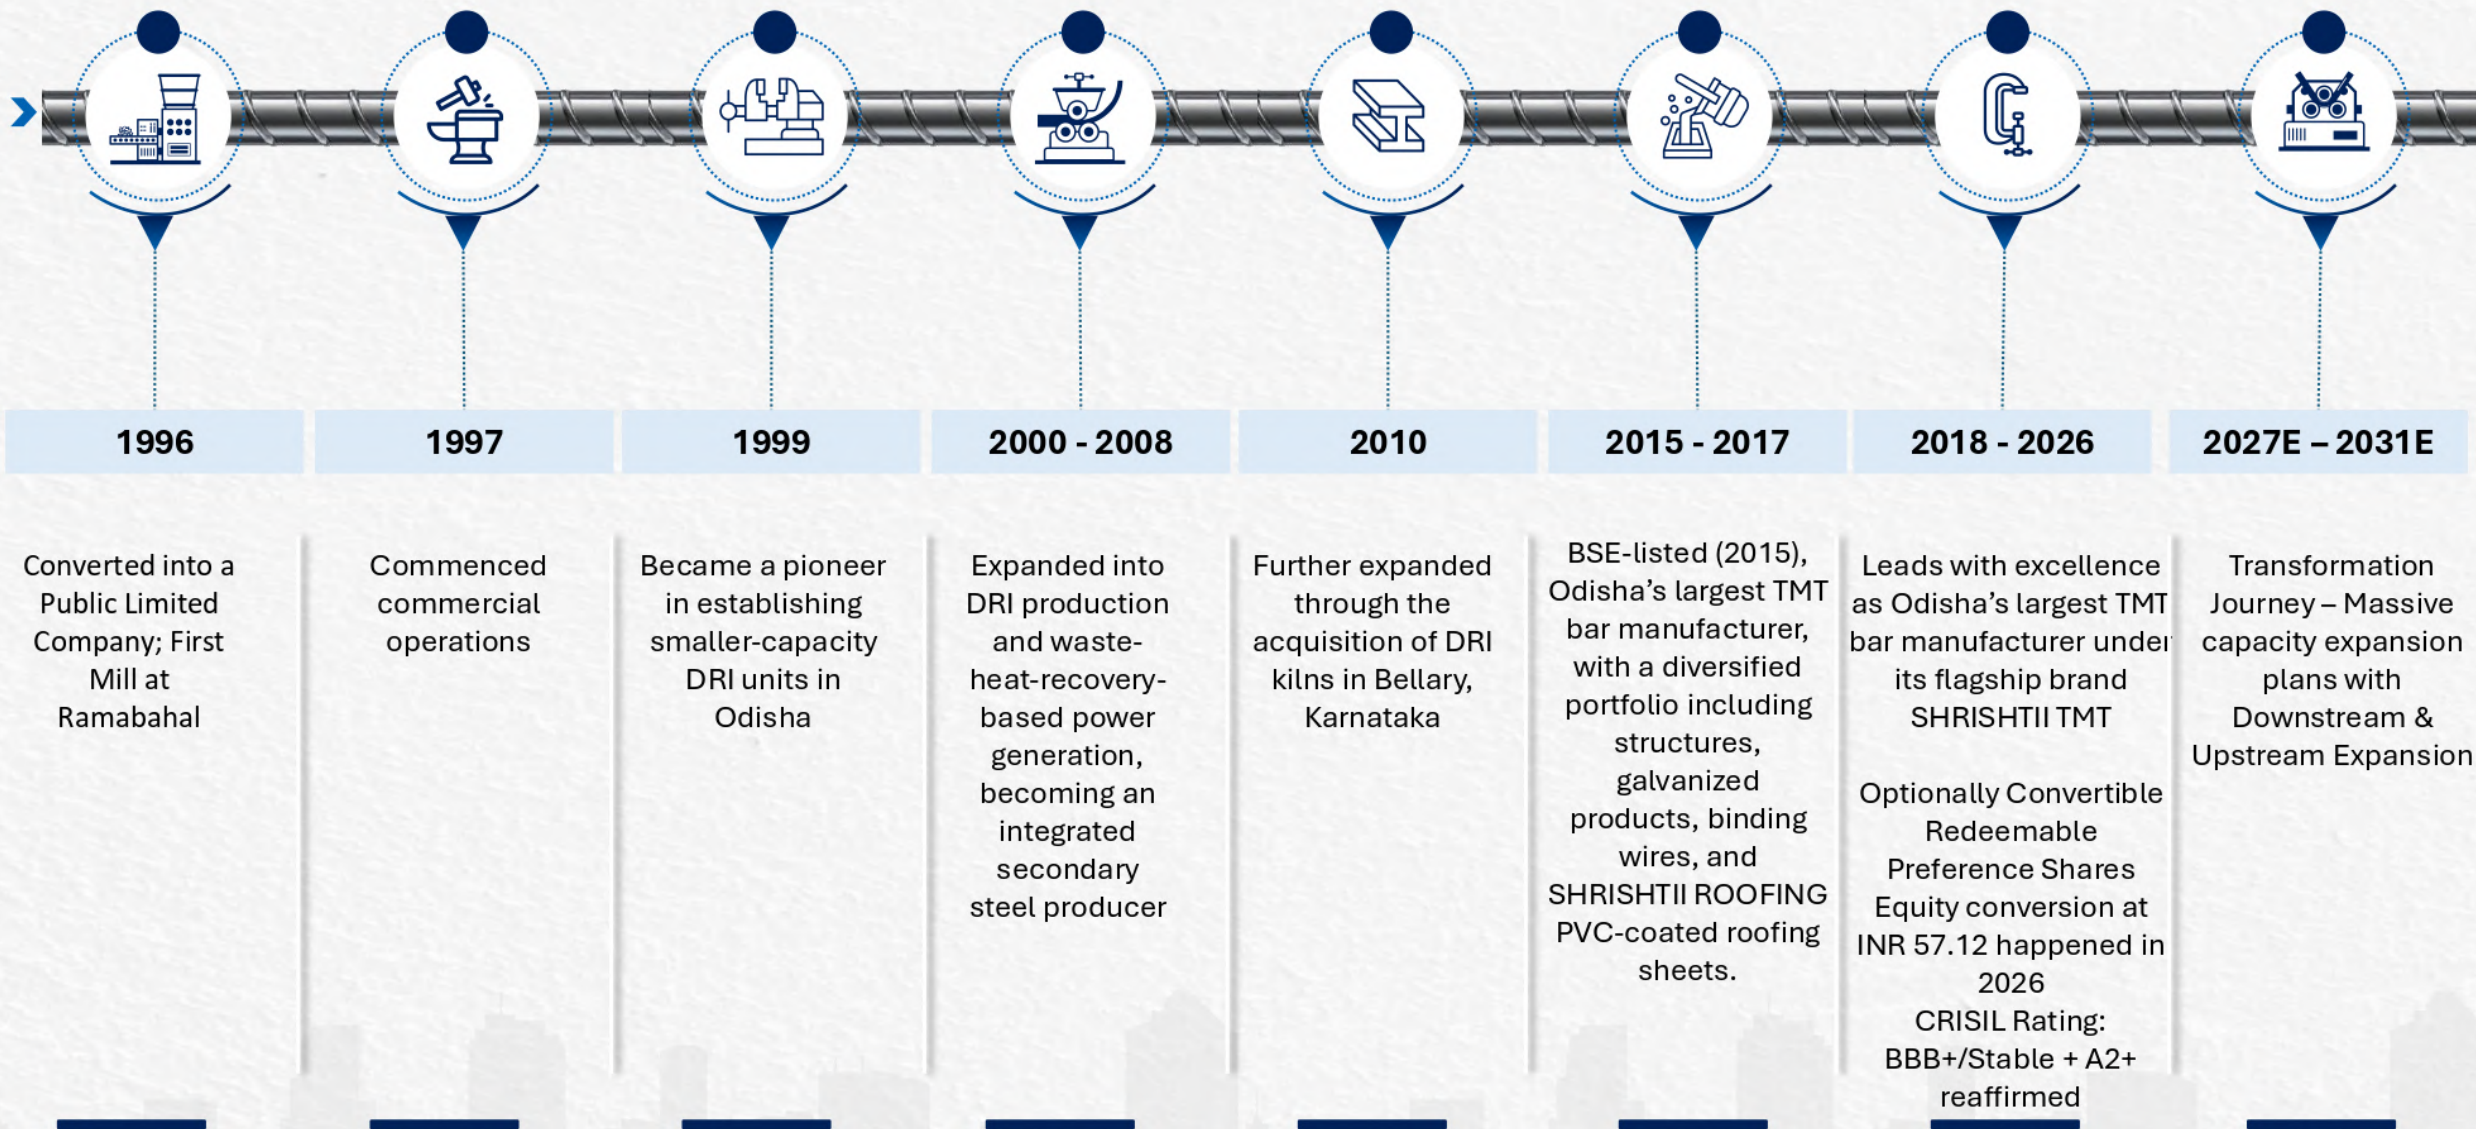 1996
Converted into a
Public Limited
Company; First
Mill at
Ramabahal
1997
Commenced
commercial
operations
1999
Became a pioneer
in establishing
smaller-capacity
DRI units in
Odisha
2000 - 2008
Expanded into
DRI production
and waste-
heat-recovery-
based power
generation,
becoming an
integrated
secondary
steel producer
2010
Further expanded
through the
acquisition of DRI
kilns in Bellary,
Karnataka
2015 - 2017
BSE-listed (2015),
Odisha’s largest TMT
bar manufacturer,
with a diversified
portfolio including
structures,
galvanized
products, binding
wires, and
SHRISHTII ROOFING
PVC-coated roofing
sheets.
2018 - 2026
Leads with excellence
as Odisha’s largest TMT
bar manufacturer under
its flagship brand
SHRISHTII TMT
Optionally Convertible
Redeemable
Preference Shares
Equity conversion at
INR 57.12 happened in
2026
CRISIL Rating:
BBB+/Stable + A2+
reaffirmed
2027E – 2031E
Transformation
Journey – Massive
capacity expansion
plans with
Downstream &
Upstream Expansion